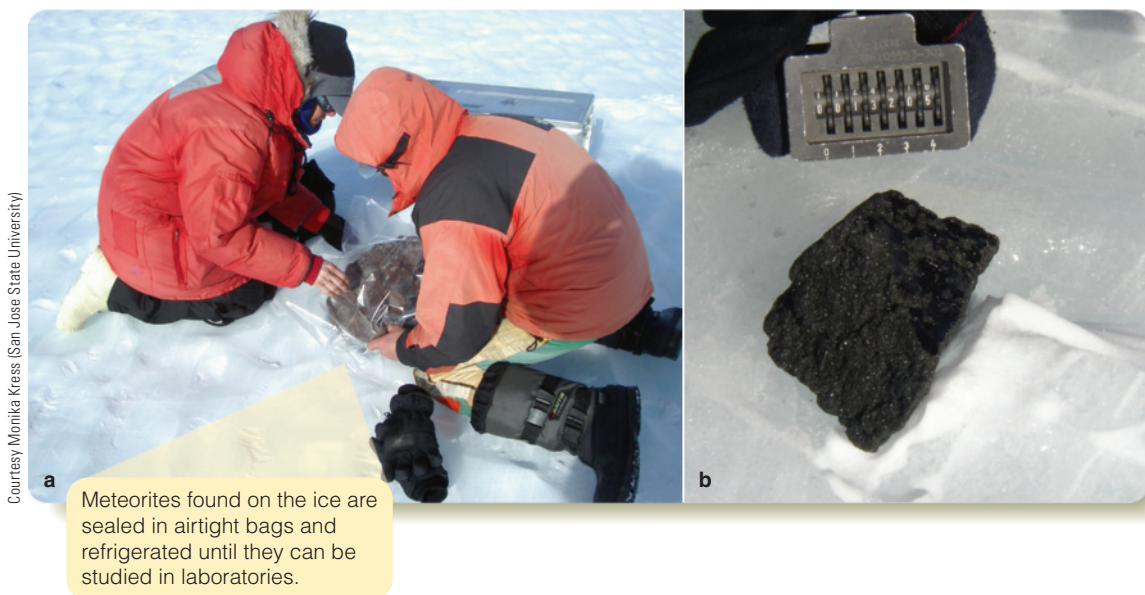 Courtesy Monika Kress (San Jose State University)
a
b
0 1 2 3 4
Meteorites found on the ice are
sealed in airtight bags and
refrigerated until they can be
studied in laboratories.